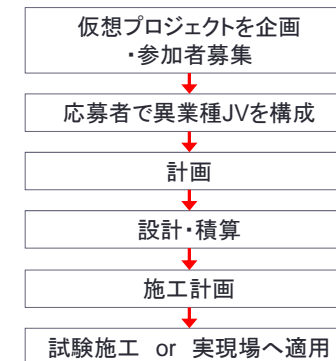 仮想プロジェクトを企画
・参加者募集
応募者で異業種JVを構成
計画
設計・積算
施工計画
試験施工 or 実現場へ適用